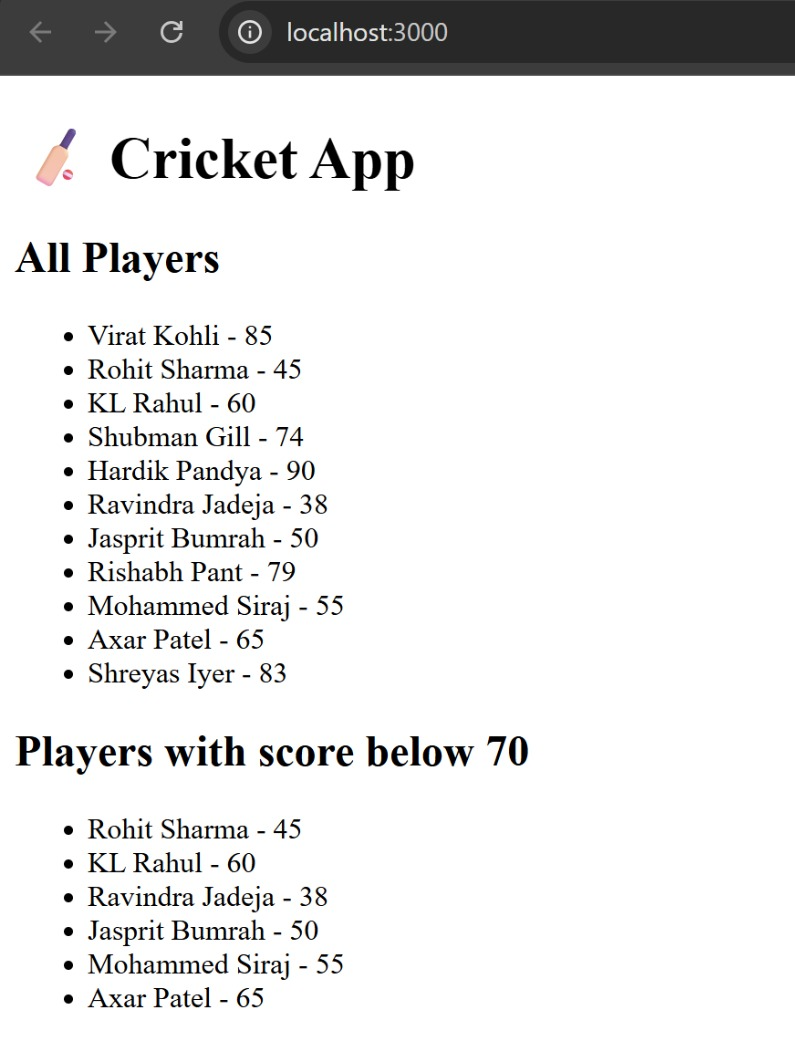 localhost:3000
Cricket App
All Players
Virat Kohli - 85
Rohit Sharma - 45
KL Rahul - 60
Shubman Gill - 74
Hardik Pandya - 90
Ravindra Jadeja - 38
Jasprit Bumrah - 50
Rishabh Pant - 79
Mohammed Siraj - 55
Axar Patel - 65
Shreyas Iyer - 83
Players with score below 70
Rohit Sharma - 45
KL Rahul - 60
Ravindra Jadeja - 38
Jasprit Bumrah - 50
Mohammed Siraj - 55
Axar Patel - 65